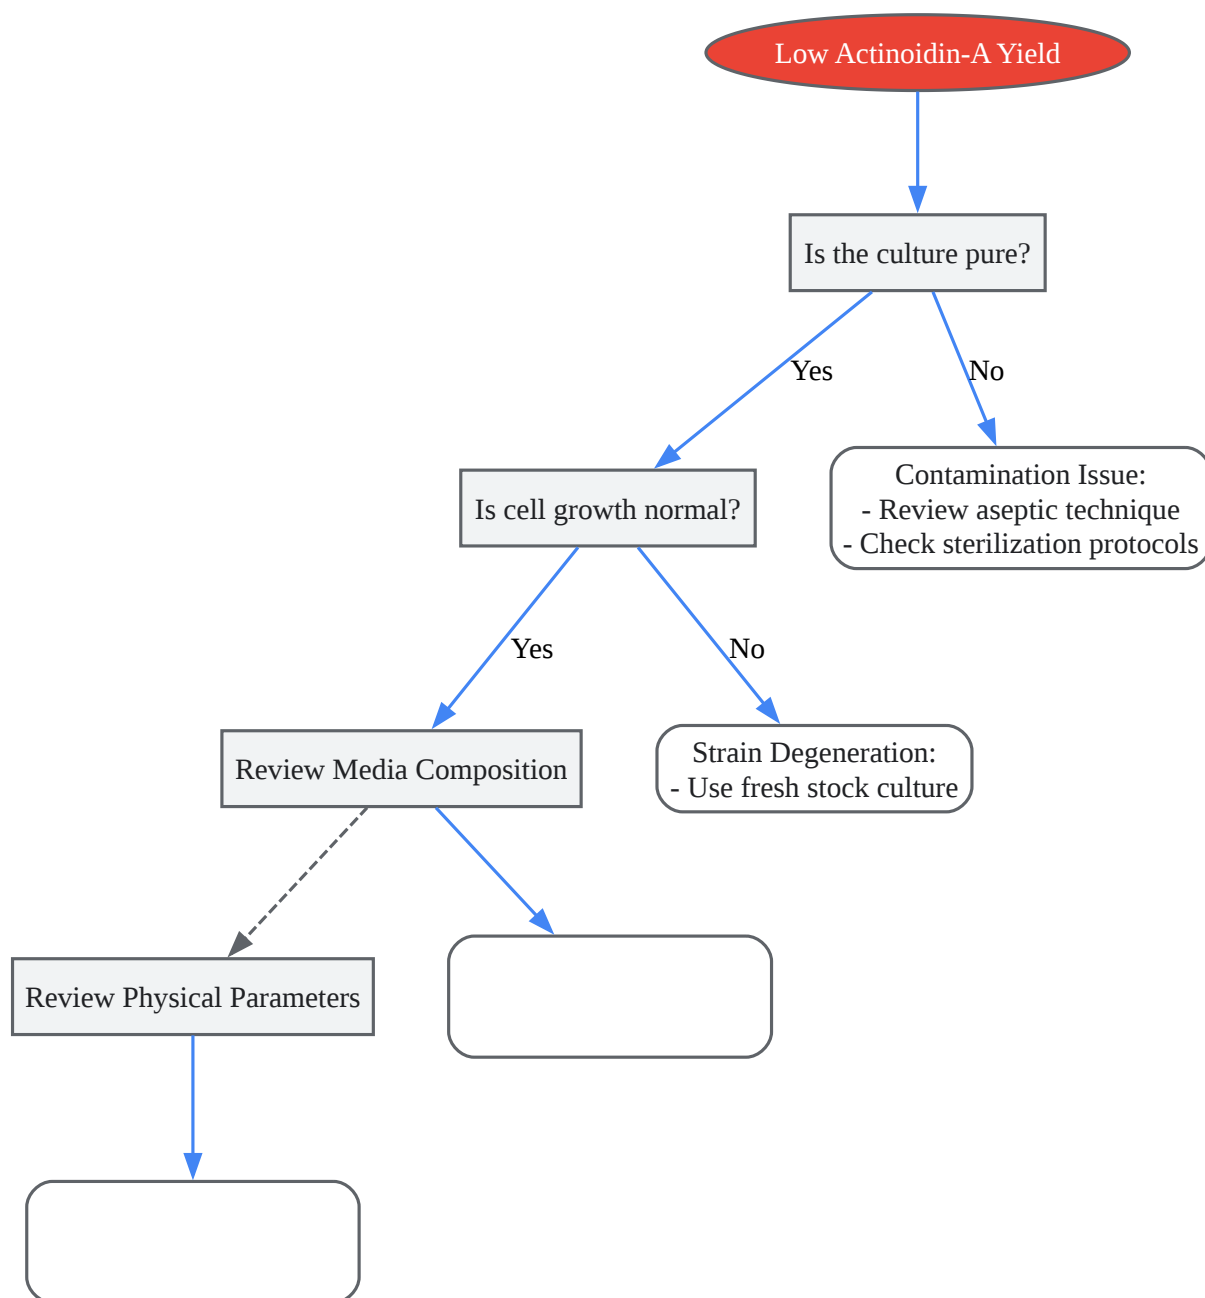 Low Actinoidin-A Yield
Is the culture pure?
Yes
No
Contamination Issue:
- Review aseptic technique
- Check sterilization protocols
Is cell growth normal?
Yes
No
Strain Degeneration:
- Use fresh stock culture
Review Media Composition
Review Physical Parameters